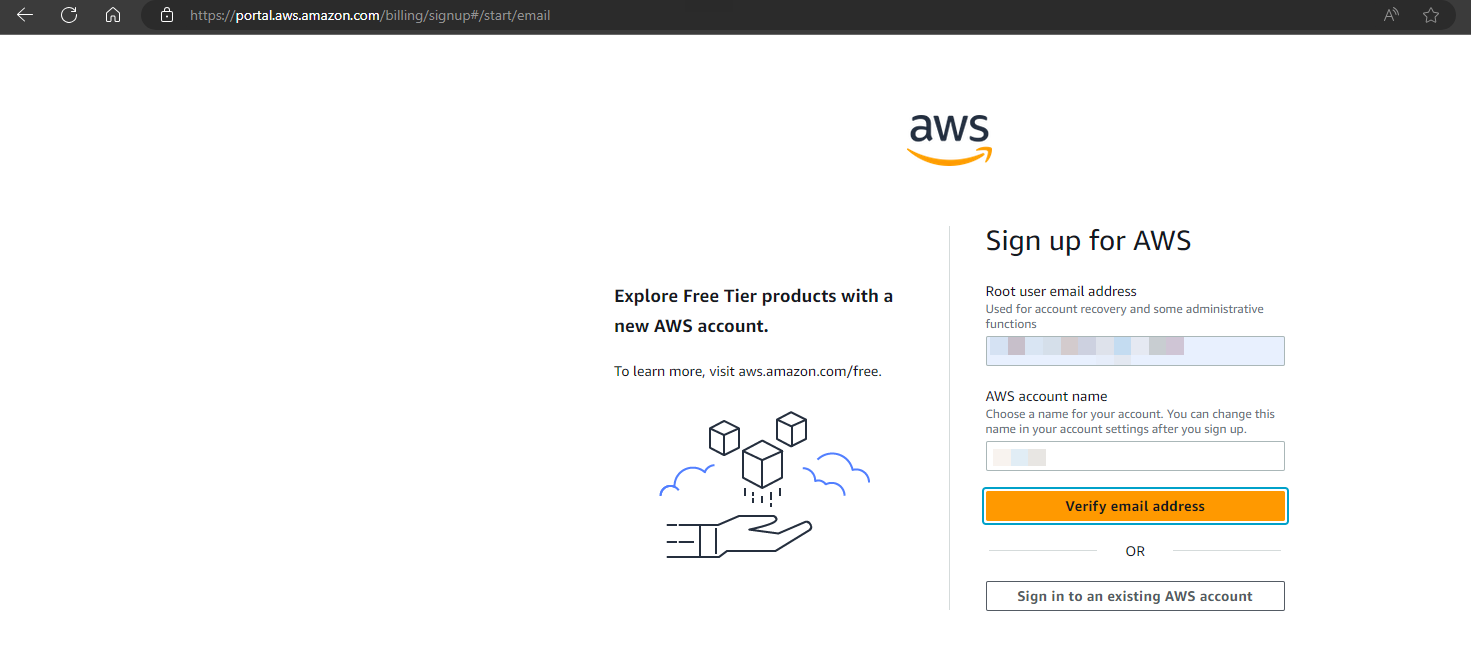 https://portal.aws.amazon.com/billing/signup#/start/email
aws
Explore Free Tier products with a
new AWS account.
To learn more, visit aws.amazon.com/free.
Sign up for AWS
Root user email address
Used for account recovery and some administrative
functions
AWS account name
Choose a name for your account. You can change this
name in your account settings after you sign up.
Verify email address
OR
Sign in to an existing AWS account